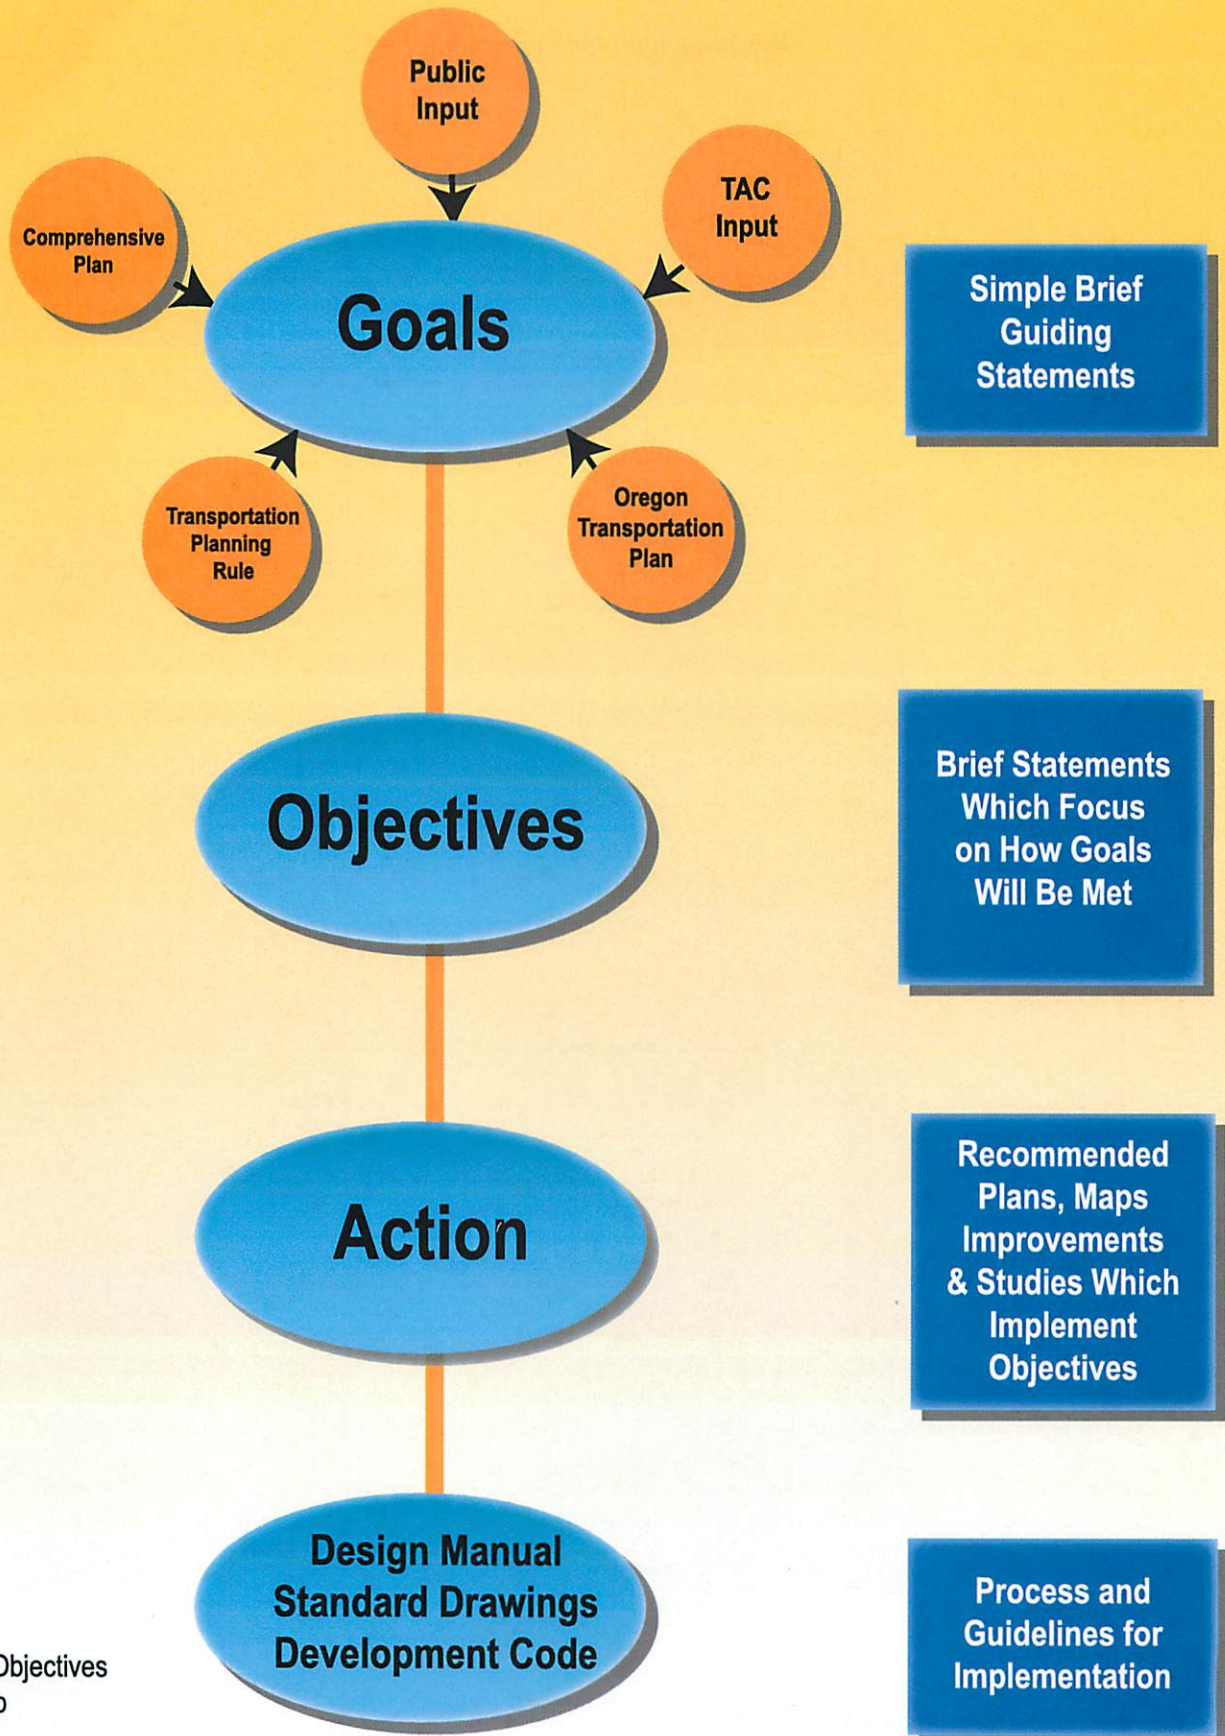 Public
Input
TAC
Input
Comprehensive
Plan
Goals
Simple Brief
Guiding
Statements
Transportation
Planning
Rule
Oregon
Transportation
Plan
Objectives
Brief Statements
Which Focus
on How Goals
Will Be Met
Action
Recommended
Plans, Maps
Improvements
& Studies Which
Implement
Objectives
Design Manual
Standard Drawings
Development Code
Process and
Guidelines for
Implementation
Objectives